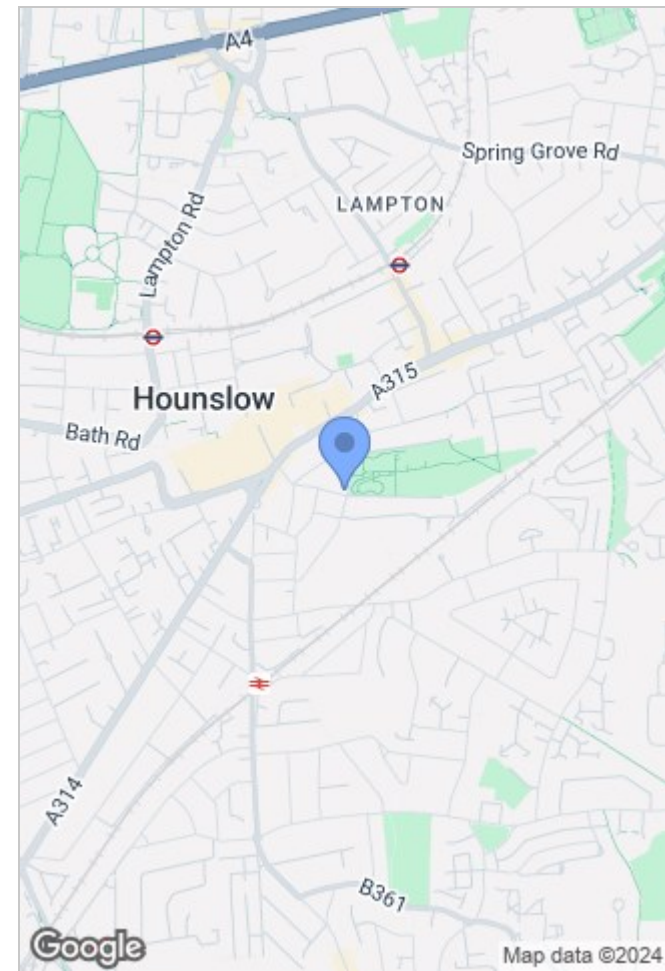 A4
Spring Grove Rd
LAMPTON
Lampton Rd
A315
Hounslow
Bath Rd
A314
B361
Google
Map data ©2024